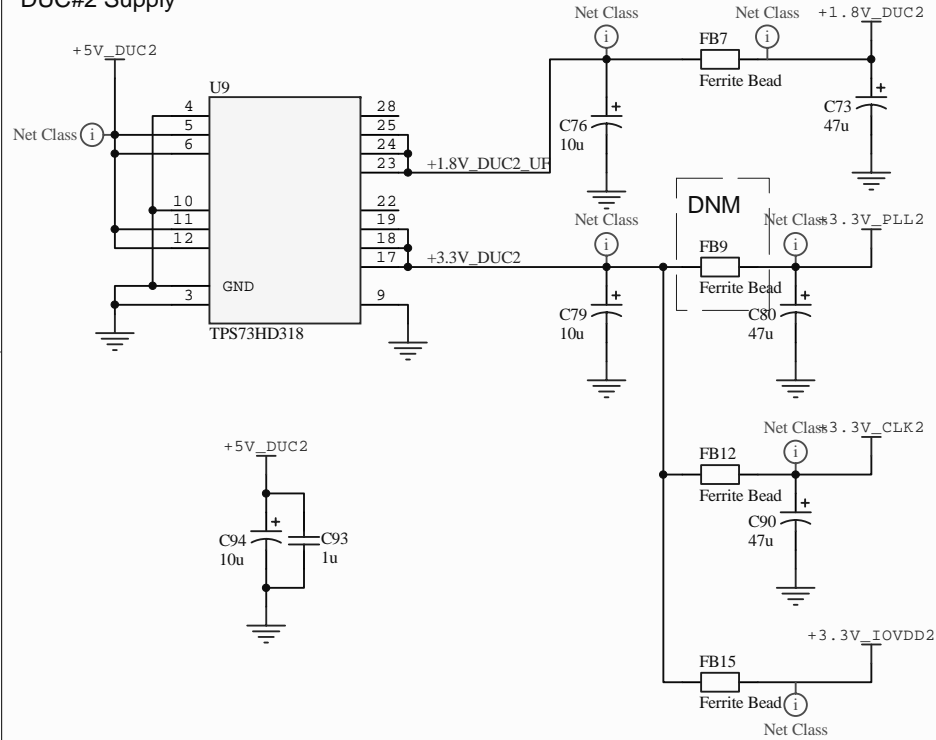 DUC#2 Supply
Net Class
Net Class
+1.8V_DUC2
+5V_DUC2
FB7
Ferrite Bead
U9
C73
47u
4
28
Net Class
5
25
C76
10u
6
24
23
+1.8V_DUC2_UF
10
22
DNM
11
19
Net Class
Net Class
+3.3V_PLL2
12
18
FB9
17
+3.3V_DUC2
GND
Ferrite Bead
3
9
C79
10u
C80
47u
TPS73HD318
+5V_DUC2
Net Class
+3.3V_CLK2
FB12
Ferrite Bead
C94
10u
C93
1u
C90
47u
+3.3V_IOVDD2
FB15
Ferrite Bead
Net Class